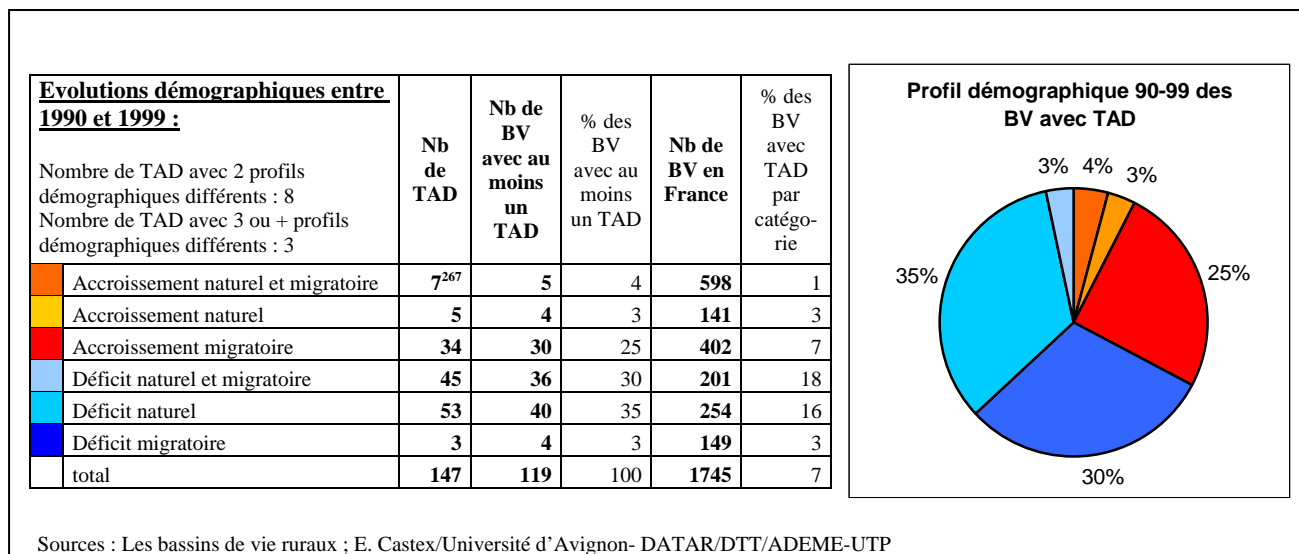 Evolutions démographiques entre
1990 et 1999 :
Nombre de TAD avec 2 profils
démographiques différents : 8
Nombre de TAD avec 3 ou + profils
démographiques différents : 3
Nb
de
TAD
Nb de
BV
avec au
moins
un
TAD
% des
BV
avec au
moins
un TAD
Nb de
BV en
France
% des
BV
avec
TAD
par
catégo-
rie
Accroissement naturel et migratoire 7267 5 4 598 1
Accroissement naturel 5 4 3 141 3
Accroissement migratoire 34 30 25 402 7
Déficit naturel et migratoire 45 36 30 201 18
Déficit naturel 53 40 35 254 16
Déficit migratoire 3 4 3 149 3
total 147 119 100 1745 7
Profil démographique 90-99 des
BV avec TAD
3% 4% 3%
35% 25%
30%
Sources : Les bassins de vie ruraux ; E. Castex/Université d'Avignon- DATAR/DTT/ADEME-UTP